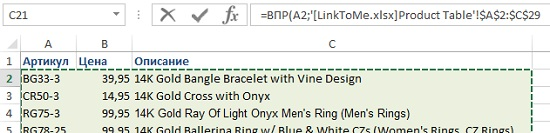 C21
fx
=ВПР(A2;'[LinkToMe.xlsx]Product Table'!$A$2:$C$29
A B C
1 Артикул Цена Описание
2 BG33-3 39,95 14K Gold Bangle Bracelet with Vine Design
3 CR50-3 14,95 14K Gold Cross with Onyx
4 RG75-3 99,95 14K Gold Ray Of Light Onyx Men's Ring (Men's Rings)
5 RG78-25 99,95 14K Gold Ballerina Ring w/ Blue & White CZs (Women's Rings, CZ Rings)